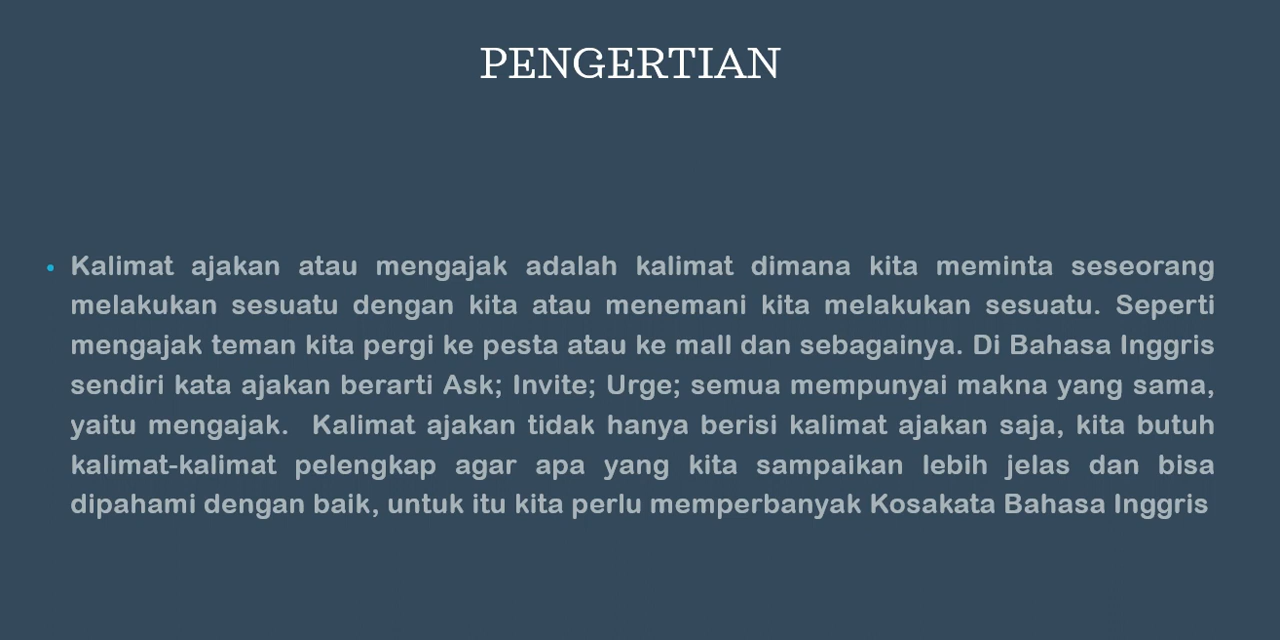 PENGERTIAN
• Kalimat ajakan atau mengajak adalah kalimat dimana kita meminta seseorang
melakukan sesuatu dengan kita atau menemani kita melakukan sesuatu. Seperti
mengajak teman kita pergi ke pesta atau ke mall dan sebagainya. Di Bahasa Inggris
sendiri kata ajakan berarti Ask; Invite; Urge; semua mempunyai makna yang sama,
yaitu mengajak.  Kalimat ajakan tidak hanya berisi kalimat ajakan saja, kita butuh
kalimat-kalimat pelengkap agar apa yang kita sampaikan lebih jelas dan bisa
dipahami dengan baik, untuk itu kita perlu memperbanyak Kosakata Bahasa Inggris